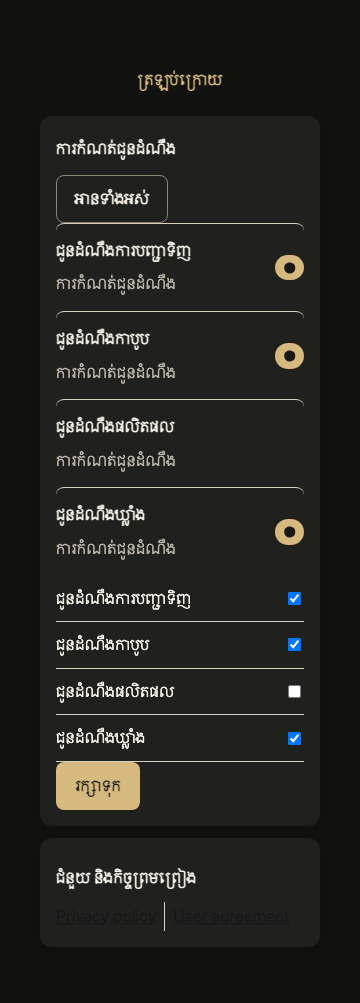 ត្រឡប់ក្រោយ
ការកំណត់ជូនដំណឹង
អានទាំងអស់
ជូនដំណឹងការបញ្ជាទិញ
ការកំណត់ជូនដំណឹង
ជូនដំណឹងកាបូប
ការកំណត់ជូនដំណឹង
ជូនដំណឹងផលិតផល
ការកំណត់ជូនដំណឹង
ជូនដំណឹងឃ្លាំង
ការកំណត់ជូនដំណឹង
ជូនដំណឹងការបញ្ជាទិញ
ជូនដំណឹងកាបូប
ជូនដំណឹងផលិតផល
ជូនដំណឹងឃ្លាំង
រក្សាទុក
ជំនួយ និងកិច្ចព្រមព្រៀង
Privacy policy User agreement